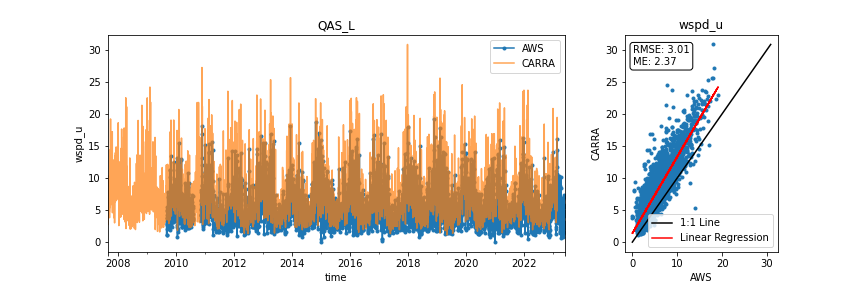 QAS_L
wspd_u
30
25
20
15
10
5
0
2008
2010
2012
2014
2016
2018
2020
2022
time
AWS
CARRA
wspd_u
CARRA
30
25
20
15
10
5
0
0
10
20
30
AWS
RMSE: 3.01
ME: 2.37
1:1 Line
Linear Regression